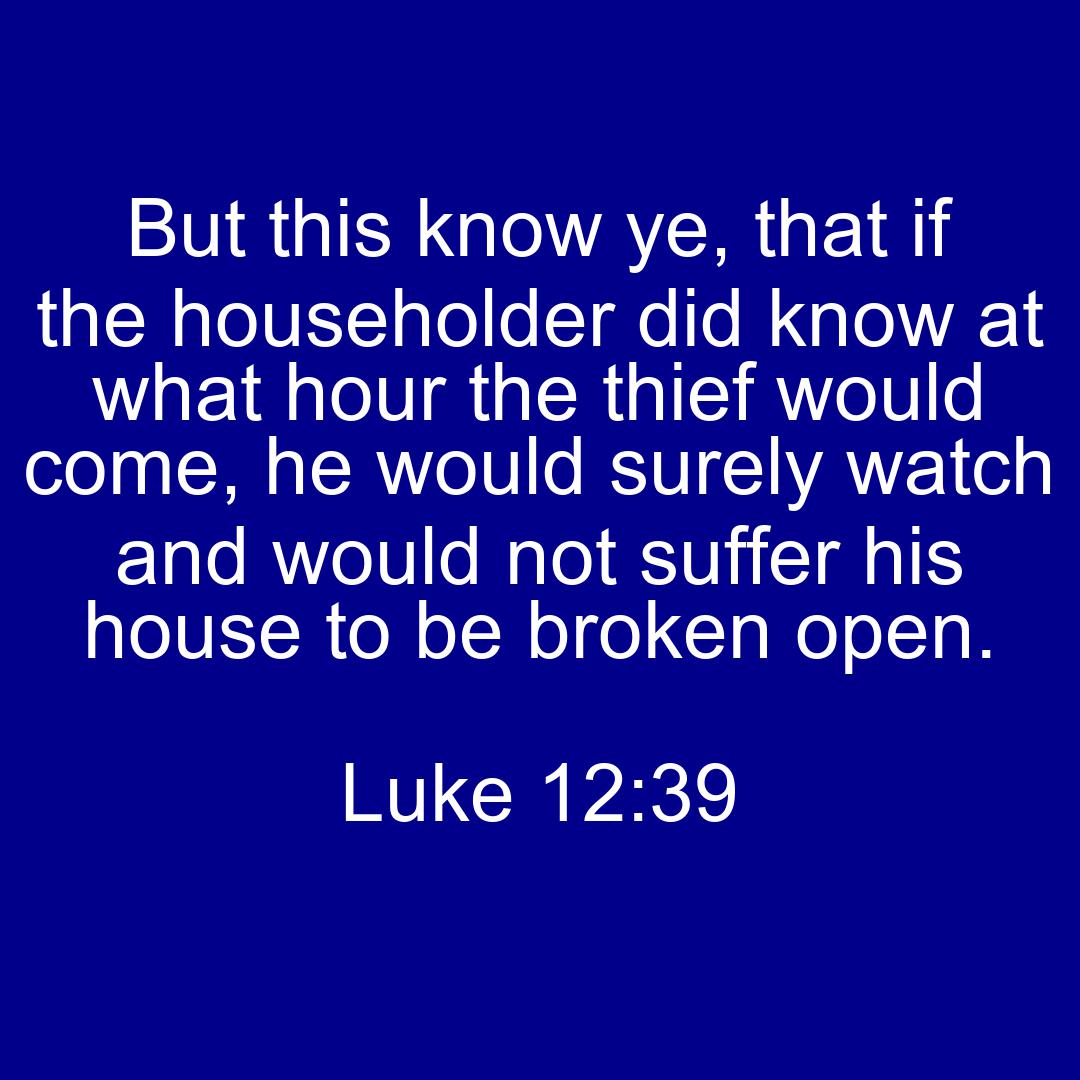 But this know ye, that if
the householder did know at
what hour the thief would
come, he would surely watch
and would not suffer his
house to be broken open.
Luke 12:39